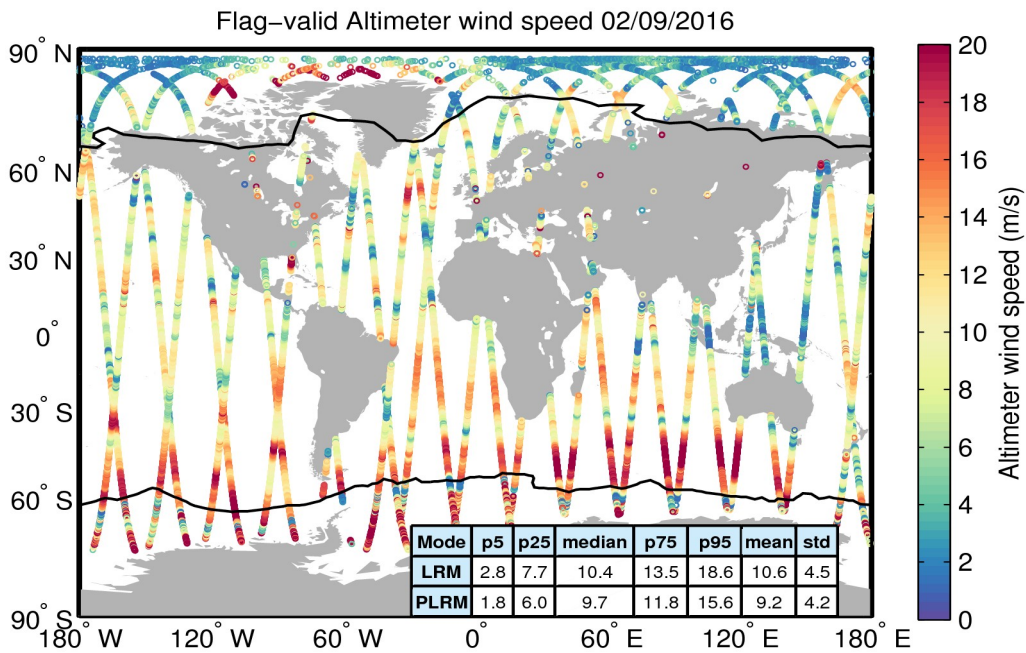 Flag−valid Altimeter wind speed 02/09/2016
90° N
60° N
30° N
0°
30° S
60° S
90° S
180° W
120° W
60° W
0°
60° E
120° E
180° E
Mode p5 p25 median p75 p95 mean std
LRM 2.8 7.7 10.4 13.5 18.6 10.6 4.5
PLRM 1.8 6.0 9.7 11.8 15.6 9.2 4.2
20
18
16
14
12
10
8
6
4
2
0
Altimeter wind speed (m/s)